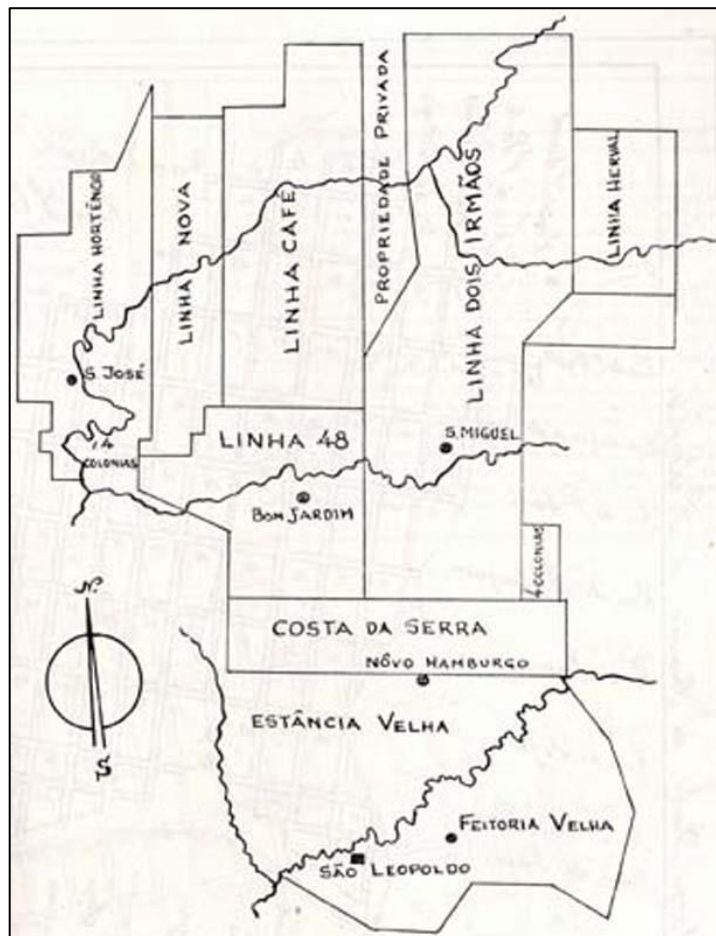 PROPRIEDADE PRIVADA
LINHA HORTÊNCIO
LINHA NOVA
LINHA CAFÉ
LINHA DOIS IRMÃOS
LINHA HERVAL
S. JOSÉ
14
COLONIAS
LINHA 48
S. MIGUEL
BOM JARDIM
4 COLONIAS
N.
COSTA DA SERRA
NÔVO HAMBURGO
ESTÂNCIA VELHA
S
FEITORIA VELHA
SÃO LEOPOLDO